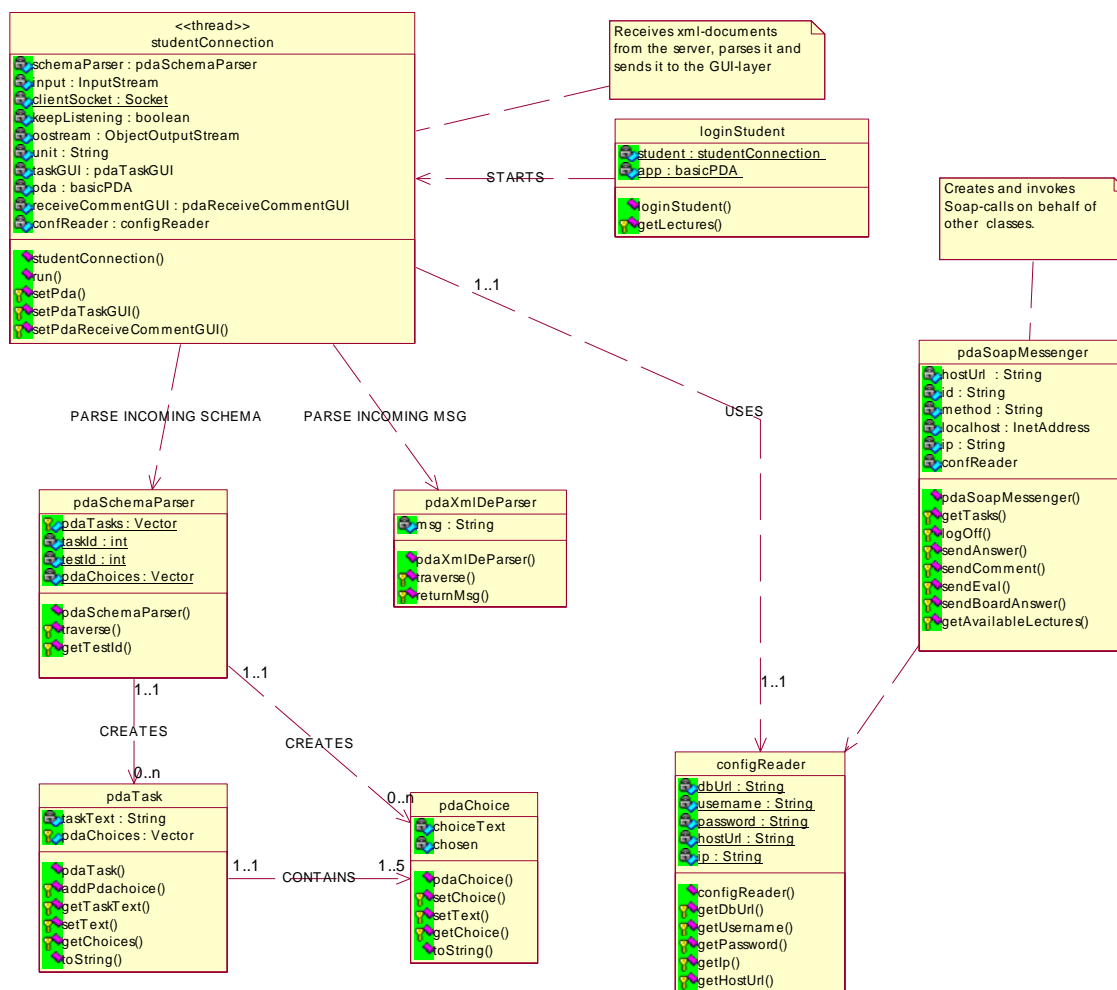 <<thread>>
studentConnection
schemaParser : pdaSchemaParser
input : InputStream
clientSocket : Socket
keepListening : boolean
oostream : ObjectOutputStream
unit : String
taskGUI : pdaTaskGUI
pda : basicPDA
receiveCommentGUI : pdaReceiveCommentGUI
confReader : configReader
studentConnection()
run()
setPda()
setPdaTaskGUI()
setPdaReceiveCommentGUI()
Receives xml-documents
from the server, parses it and
sends it to the GUI-layer
loginStudent
student : studentConnection
app : basicPDA
loginStudent()
getLectures()
STARTS
Creates and invokes
Soap-calls on behalf of
other classes.
1..1
USES
1..1
pdaSoapMessenger
hostUrl : String
id : String
method : String
localhost : InetAddress
ip : String
confReader
pdaSoapMessenger()
getTasks()
logOff()
sendAnswer()
sendComment()
sendEval()
sendBoardAnswer()
getAvailableLectures()
PARSE INCOMING SCHEMA
PARSE INCOMING MSG
pdaSchemaParser
pdaTasks : Vector
taskId : int
testId : int
pdaChoices : Vector
pdaSchemaParser()
traverse()
getTestId()
pdaXmlDeParser
msg : String
pdaXmlDeParser()
traverse()
returnMsg()
1..1
CREATES
0..n
1..1
CREATES
0..n
pdaTask
taskText : String
pdaChoices : Vector
pdaTask()
addPdachoice()
getTaskText()
setText()
getChoices()
toString()
1..1
CONTAINS
1..5
pdaChoice
choiceText
chosen
pdaChoice()
setChoice()
setText()
getChoice()
toString()
configReader
dbUrl : String
username : String
password : String
hostUrl : String
ip : String
configReader()
getDbUrl()
getUsername()
getPassword()
getIp()
getHostUrl()